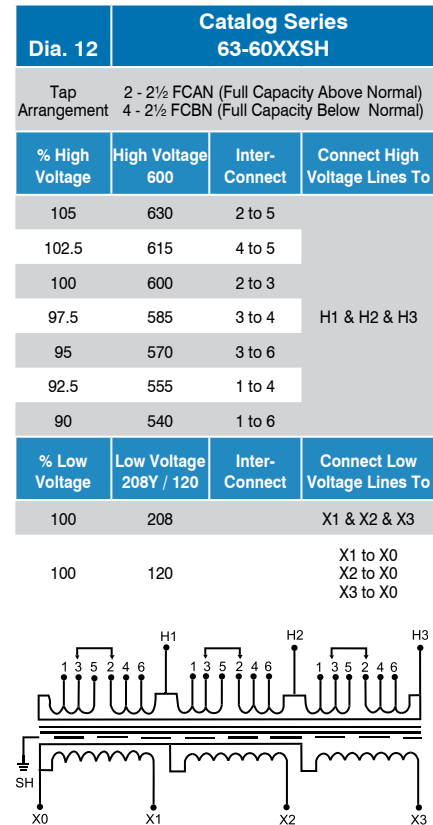 Dia. 12
Catalog Series
63-60XXSH
Tap
Arrangement
2 - 2½ FCAN (Full Capacity Above Normal)
4 - 2½ FCBN (Full Capacity Below Normal)
% High
Voltage
High Voltage
600
Inter-
Connect
Connect High
Voltage Lines To
105 630 2 to 5
102.5 615 4 to 5
100 600 2 to 3
97.5 585 3 to 4 H1 & H2 & H3
95 570 3 to 6
92.5 555 1 to 4
90 540 1 to 6
% Low
Voltage
Low Voltage
208Y / 120
Inter-
Connect
Connect Low
Voltage Lines To
100 208 X1 & X2 & X3
100 120
X1 to X0
X2 to X0
X3 to X0
H1 H2 H3
1 3 5 2 4 6 1 3 5 2 4 6 1 3 5 2 4 6
SH
X0 X1 X2 X3